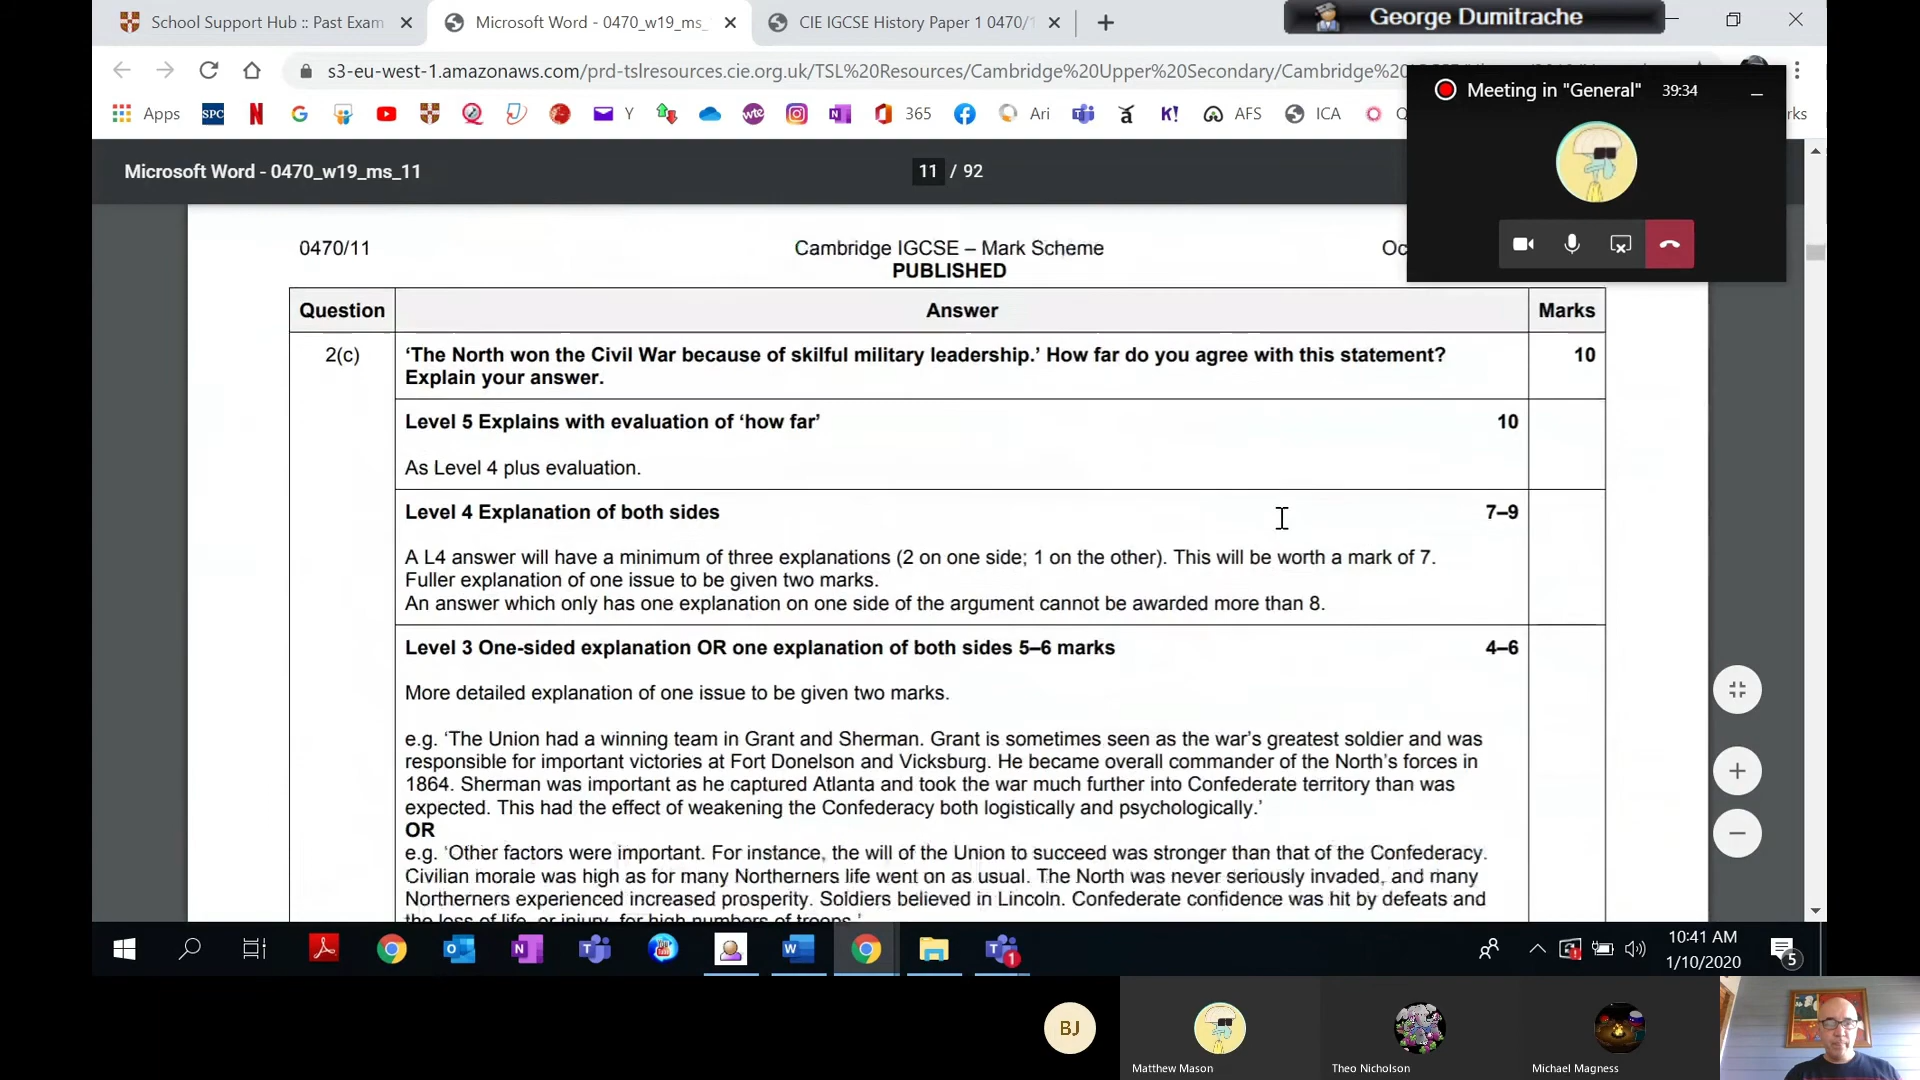 School Support Hub :: Past Exam
Microsoft Word - 0470_w19_ms_
CIE IGCSE History Paper 1 0470/1
George Dumitrache
s3-eu-west-1.amazonaws.com/prd-tslresources.cie.org.uk/TSL%20Resources/Cambridge%20Upper%20Secondary/Cambridge%20
Apps
SPC
Y
wte
365
Ari
K!
AFS
ICA
Meeting in "General"
39:34
Microsoft Word - 0470_w19_ms_11
11 / 92
0470/11
Cambridge IGCSE – Mark Scheme
PUBLISHED
Oc
Question
Answer
Marks
2(c)
‘The North won the Civil War because of skilful military leadership.’ How far do you agree with this statement?
Explain your answer.
10
Level 5 Explains with evaluation of ‘how far’
10
As Level 4 plus evaluation.
Level 4 Explanation of both sides
7–9
A L4 answer will have a minimum of three explanations (2 on one side; 1 on the other). This will be worth a mark of 7.
Fuller explanation of one issue to be given two marks.
An answer which only has one explanation on one side of the argument cannot be awarded more than 8.
Level 3 One-sided explanation OR one explanation of both sides 5–6 marks
4–6
More detailed explanation of one issue to be given two marks.
e.g. ‘The Union had a winning team in Grant and Sherman. Grant is sometimes seen as the war’s greatest soldier and was
responsible for important victories at Fort Donelson and Vicksburg. He became overall commander of the North’s forces in
1864. Sherman was important as he captured Atlanta and took the war much further into Confederate territory than was
expected. This had the effect of weakening the Confederacy both logistically and psychologically.’
OR
e.g. ‘Other factors were important. For instance, the will of the Union to succeed was stronger than that of the Confederacy.
Civilian morale was high as for many Northerners life went on as usual. The North was never seriously invaded, and many
Northerners experienced increased prosperity. Soldiers believed in Lincoln. Confederate confidence was hit by defeats and
the loss of life, or injury, for high numbers of troops.’
10:41 AM
1/10/2020
5
1
BJ
Matthew Mason
Theo Nicholson
Michael Magness